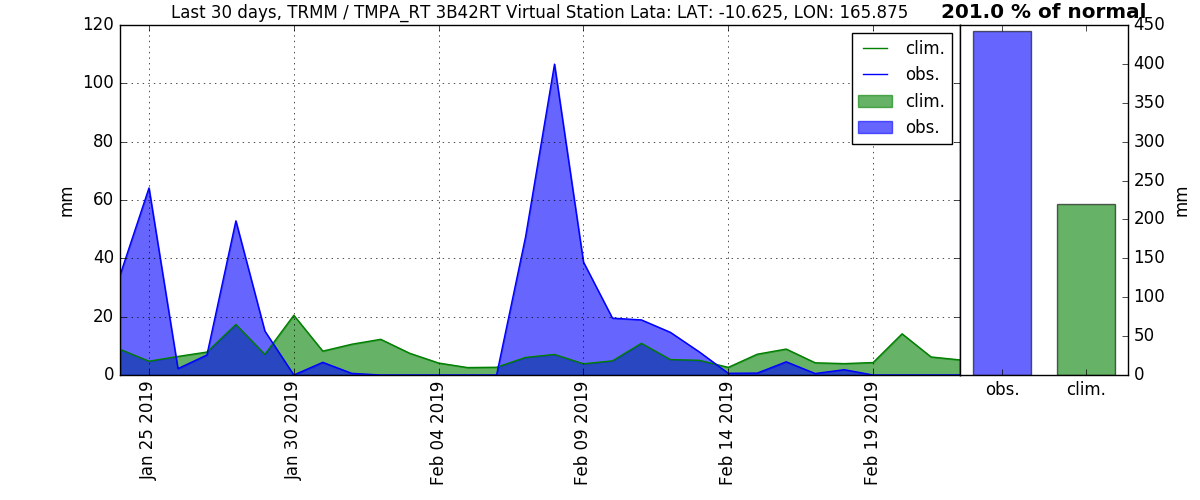 Last 30 days, TRMM / TMPA_RT 3B42RT Virtual Station Lata: LAT: -10.625, LON: 165.875
201.0 % of normal
120
100
80
60
40
20
0
mm
clim.
obs.
clim.
obs.
450
400
350
300
250
200
150
100
50
0
mm
Jan 25 2019
Jan 30 2019
Feb 04 2019
Feb 09 2019
Feb 14 2019
Feb 19 2019
obs.
clim.